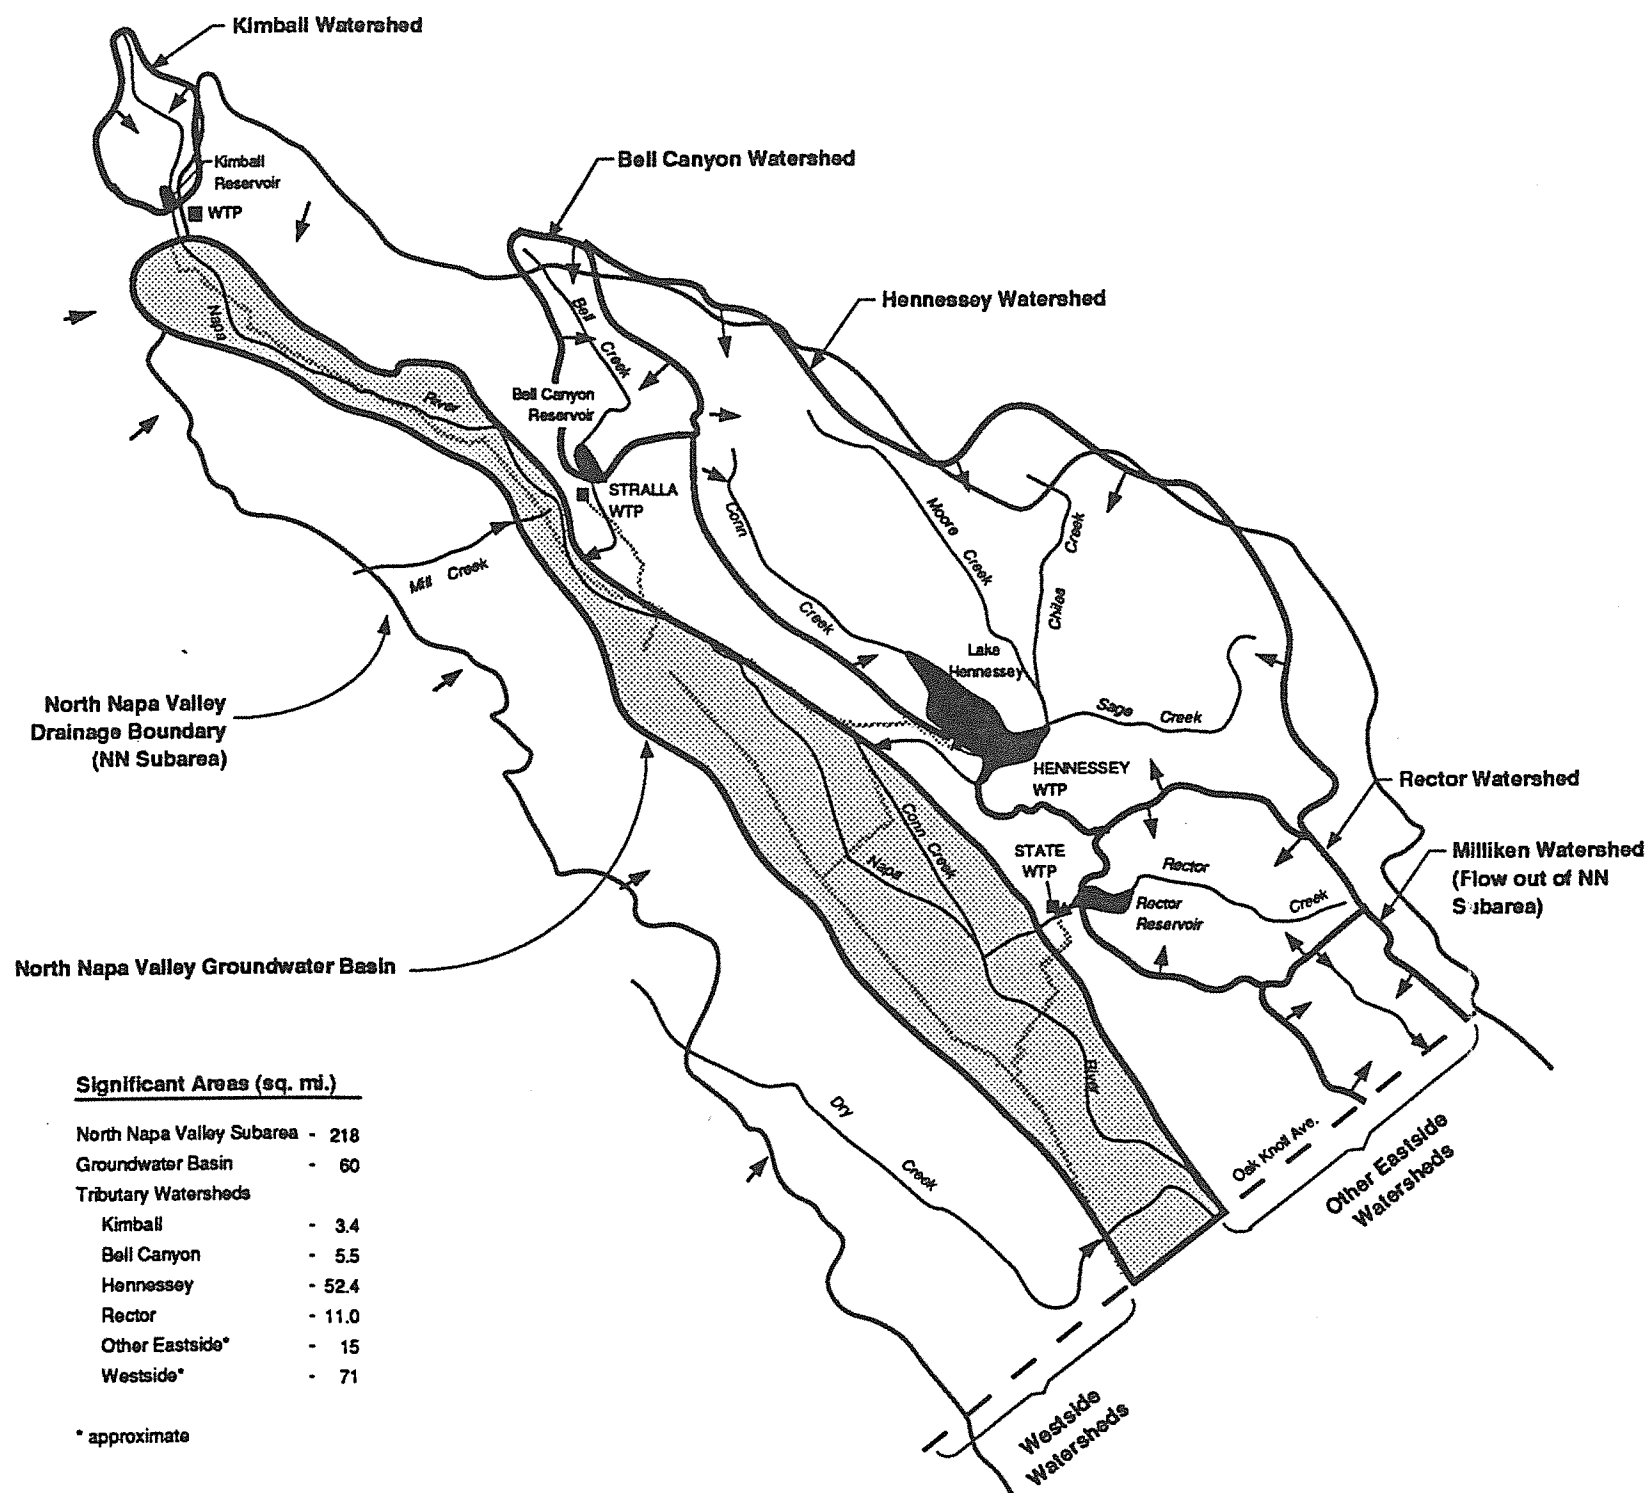 Kimball Watershed
Kimball
Reservoir
WTP
Bell Canyon Watershed
Hennessey Watershed
Napa
River
Bell
Creek
Bell Canyon
Reservoir
STRALLA
WTP
Conn
Creek
Moore
Creek
Chiles
Creek
Mill Creek
Lake
Hennessey
Sage Creek
HENNESSEY
WTP
North Napa Valley
Drainage Boundary
(NN Subarea)
Rector Watershed
Milliken Watershed
(Flow out of NN
Subarea)
Conn Creek
Napa
STATE
WTP
Rector
Creek
Rector
Reservoir
North Napa Valley Groundwater Basin
River
Dry
Creek
Oak Knoll Ave.
Other Eastside
Watersheds
Westside
Watersheds
Significant Areas (sq. mi.)
North Napa Valley Subarea - 218
Groundwater Basin - 60
Tributary Watersheds
Kimball - 3.4
Bell Canyon - 5.5
Hennessey - 52.4
Rector - 11.0
Other Eastside* - 15
Westside* - 71
* approximate